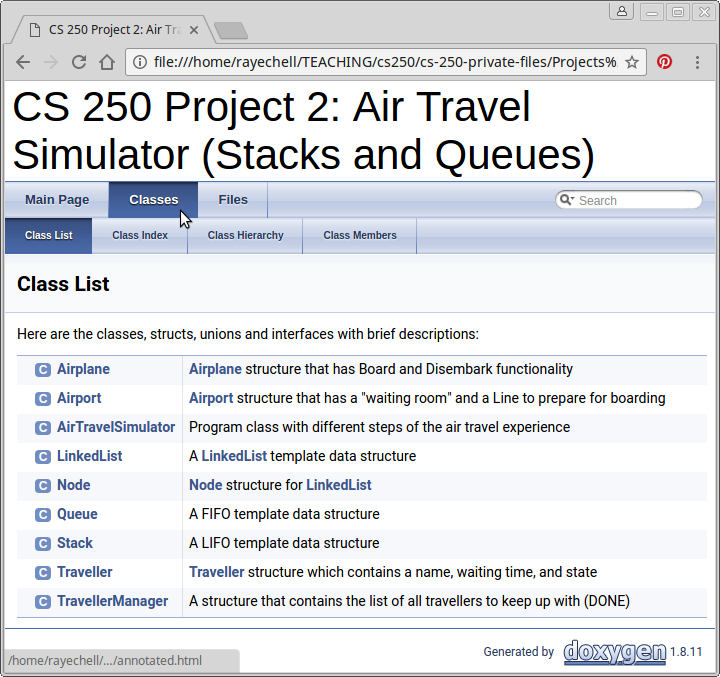 CS 250 Project 2: Air Tra
file:///home/rayechell/TEACHING/cs250/cs-250-private-files/Projects%
CS 250 Project 2: Air Travel
Simulator (Stacks and Queues)
Main Page Classes Files Search
Class List Class Index Class Hierarchy Class Members
Class List
Here are the classes, structs, unions and interfaces with brief descriptions:
C Airplane Airplane structure that has Board and Disembark functionality
C Airport Airport structure that has a "waiting room" and a Line to prepare for boarding
C AirTravelSimulator Program class with different steps of the air travel experience
C LinkedList A LinkedList template data structure
C Node Node structure for LinkedList
C Queue A FIFO template data structure
C Stack A LIFO template data structure
C Traveller Traveller structure which contains a name, waiting time, and state
C TravellerManager A structure that contains the list of all travellers to keep up with (DONE)
Generated by doxygen 1.8.11
/home/rayechell/.../annotated.html